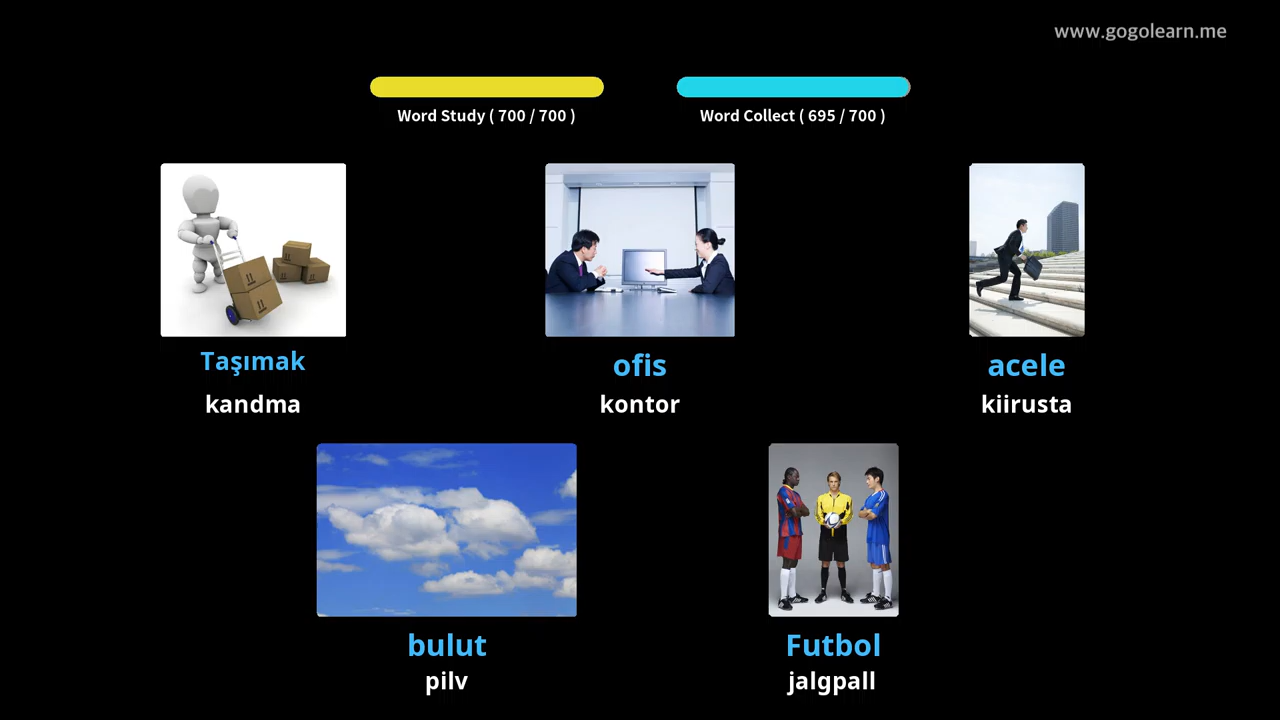 www.gogolearn.me
Word Study ( 700 / 700 )
Word Collect ( 695 / 700 )
Taşımak
kandma
ofis
kontor
acele
kiirusta
bulut
pilv
Futbol
jalgpall